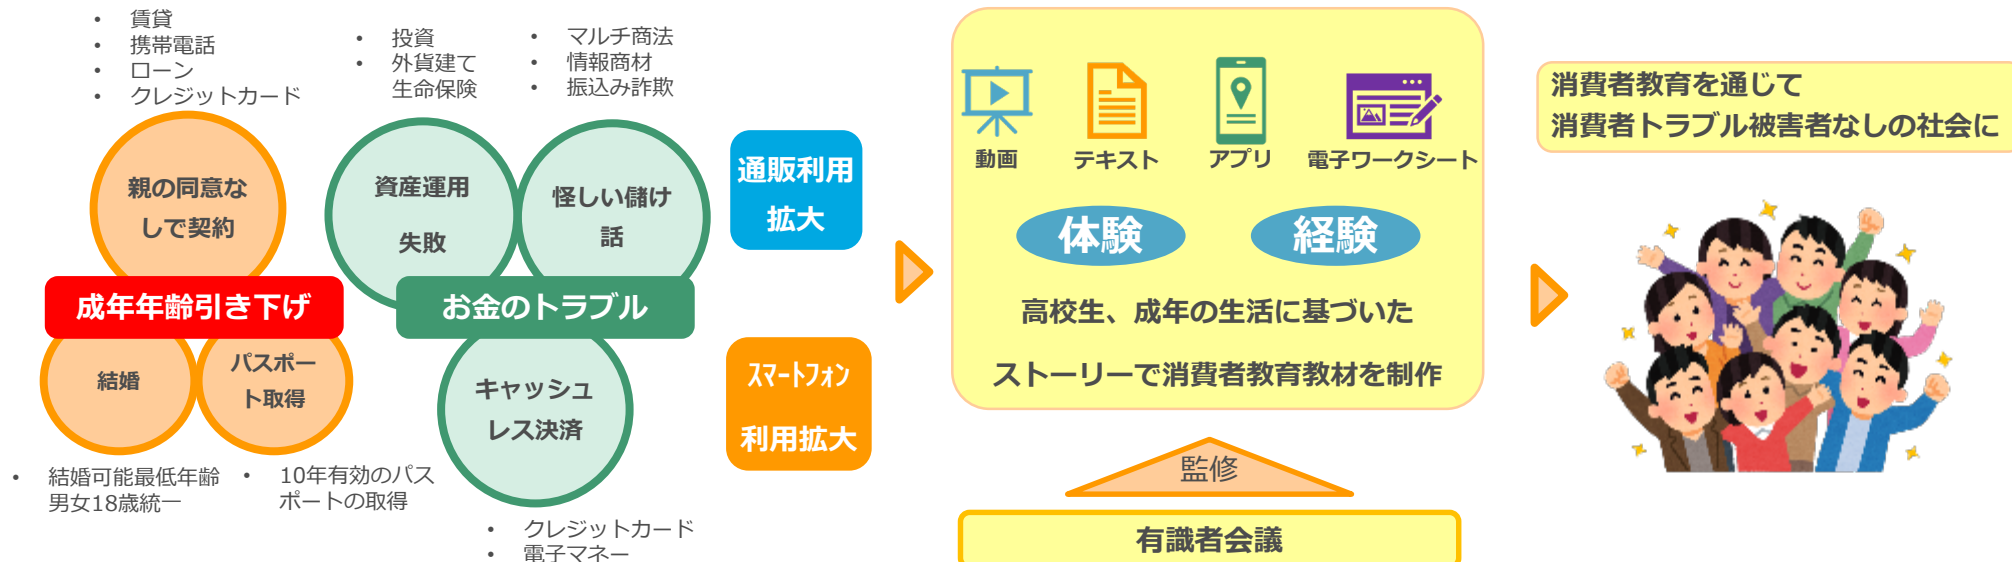 • 賃貸
• 携帯電話
• ローン
• クレジットカード
• 投資
• 外貨建て
生命保険
• マルチ商法
• 情報商材
• 振込み詐欺
親の同意な
しで契約
資産運用
失敗
怪しい儲け
話
成年年齢引き下げ
お金のトラブル
結婚
パスポー
ト取得
キャッシュ
レス決済
• 結婚可能最低年齢
男女18歳統一
• 10年有効のパス
ポートの取得
• クレジットカード
• 電子マネー
通販利用
拡大
スマートフォン
利用拡大
動画
テキスト
アプリ
電子ワークシート
体験
経験
高校生、成年の生活に基づいた
ストーリーで消費者教育教材を制作
監修
有識者会議
消費者教育を通じて
消費者トラブル被害者なしの社会に